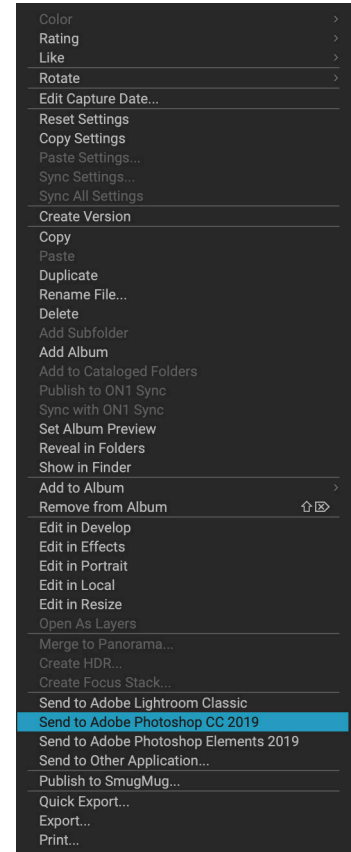 Color
Rating
Like
Rotate
Edit Capture Date...
Reset Settings
Copy Settings
Paste Settings...
Sync Settings...
Sync All Settings
Create Version
Copy
Paste
Duplicate
Rename File...
Delete
Add Subfolder
Add Album
Add to Cataloged Folders
Publish to ON1 Sync
Sync with ON1 Sync
Set Album Preview
Reveal in Folders
Show in Finder
Add to Album
Remove from Album ⇧⌦
Edit in Develop
Edit in Effects
Edit in Portrait
Edit in Local
Edit in Resize
Open As Layers
Merge to Panorama...
Create HDR...
Create Focus Stack...
Send to Adobe Lightroom Classic
Send to Adobe Photoshop CC 2019
Send to Adobe Photoshop Elements 2019
Send to Other Application...
Publish to SmugMug...
Quick Export...
Export...
Print...